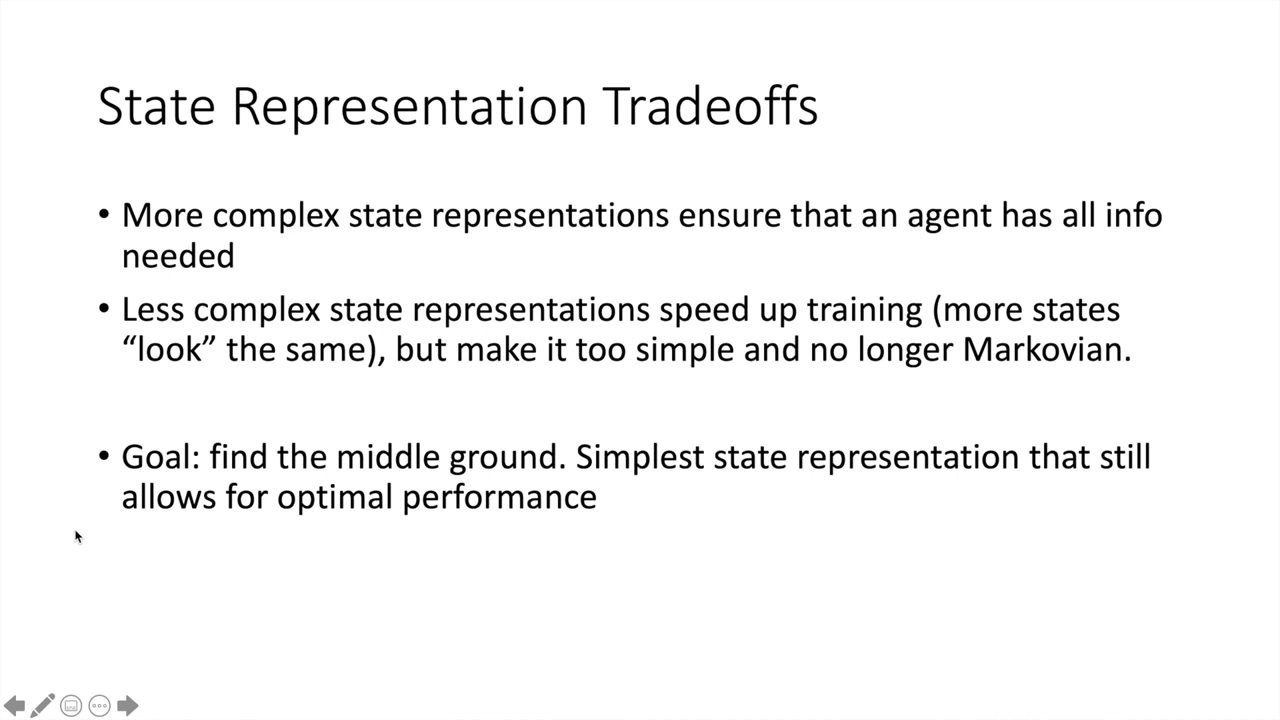 State Representation Tradeoffs
• More complex state representations ensure that an agent has all info
needed
• Less complex state representations speed up training (more states
“look” the same), but make it too simple and no longer Markovian.
• Goal: find the middle ground. Simplest state representation that still
allows for optimal performance